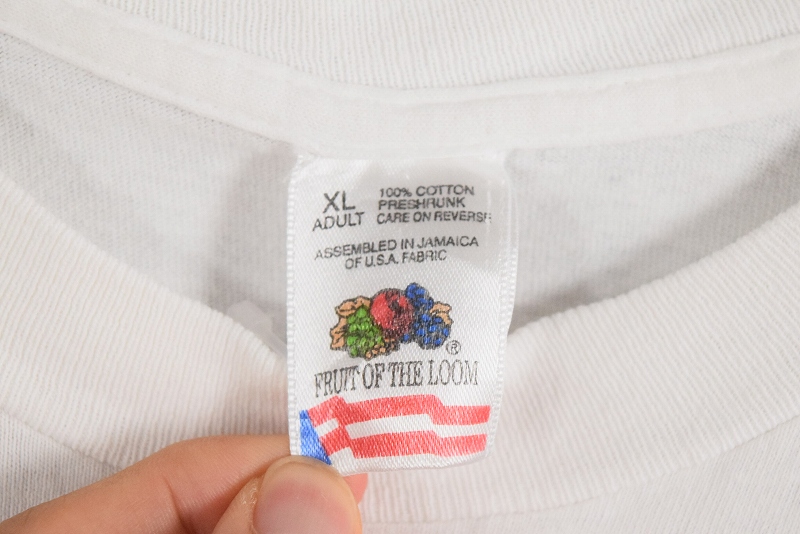 XL
ADULT
100% COTTON
PRESHRUNK
CARE ON REVERSE
ASSEMBLED IN JAMAICA
OF U.S.A. FABRIC
®
FRUIT OF THE LOOM